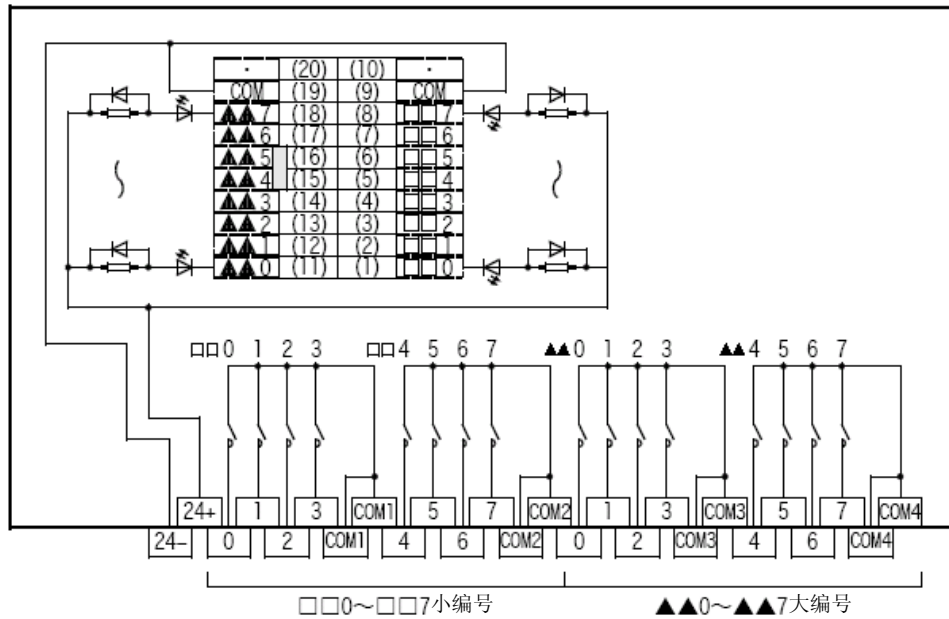 · (20) (10) ·
COM (19) (9) COM
▲▲7 (18) (8) □□7
▲▲6 (17) (7) □□6
▲▲5 (16) (6) □□5
▲▲4 (15) (5) □□4
▲▲3 (14) (4) □□3
▲▲2 (13) (3) □□2
▲▲1 (12) (2) □□1
▲▲0 (11) (1) □□0
□□0 1 2 3 □□4 5 6 7 ▲▲0 1 2 3 ▲▲4 5 6 7
24+ 1 3 COM1 5 7 COM2 1 3 COM3 5 7 COM4
24− 0 2 COM1 4 6 COM2 0 2 COM3 4 6 COM4
□□0～□□7小编号 ▲▲0～▲▲7大编号